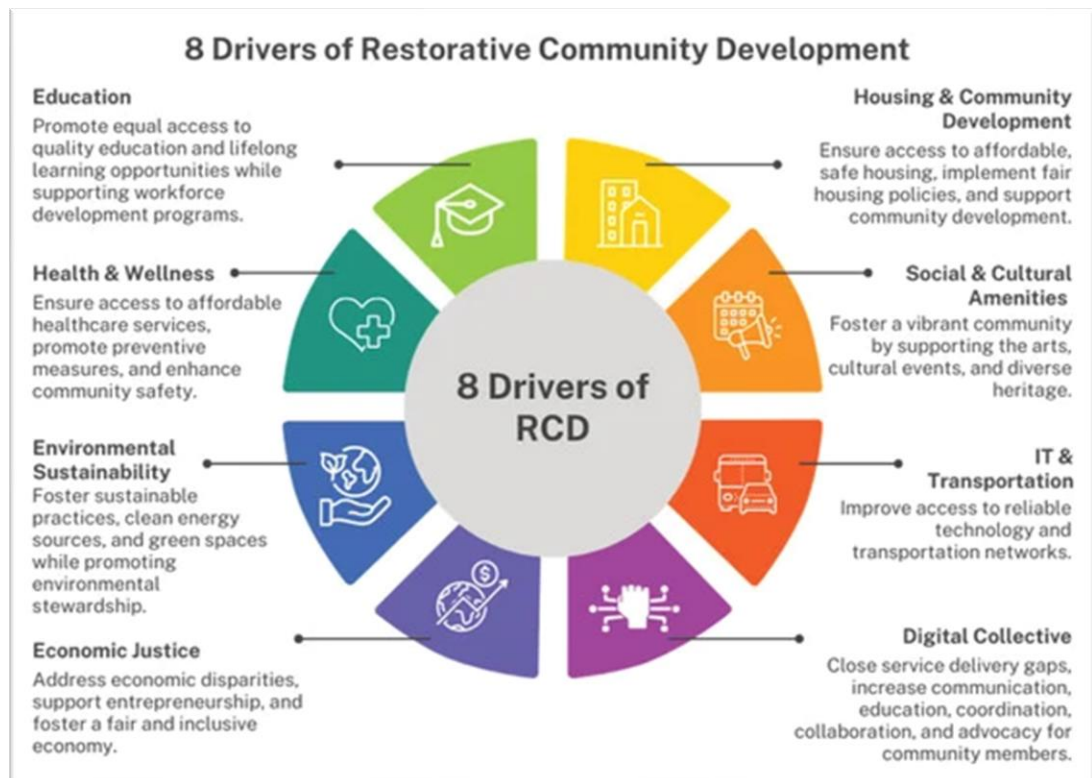 8 Drivers of Restorative Community Development
Education
Promote equal access to
quality education and lifelong
learning opportunities while
supporting workforce
development programs.
Health & Wellness
Ensure access to affordable
healthcare services,
promote preventive
measures, and enhance
community safety.
Environmental
Sustainability
Foster sustainable
practices, clean energy
sources, and green spaces
while promoting
environmental
stewardship.
Economic Justice
Address economic disparities,
support entrepreneurship, and
foster a fair and inclusive
economy.
8 Drivers of
RCD
$
Housing & Community
Development
Ensure access to affordable,
safe housing, implement fair
housing policies, and support
community development.
Social & Cultural
Amenities
Foster a vibrant community
by supporting the arts,
cultural events, and diverse
heritage.
IT &
Transportation
Improve access to reliable
technology and
transportation networks.
Digital Collective
Close service delivery gaps,
increase communication,
education, coordination,
collaboration, and advocacy for
community members.